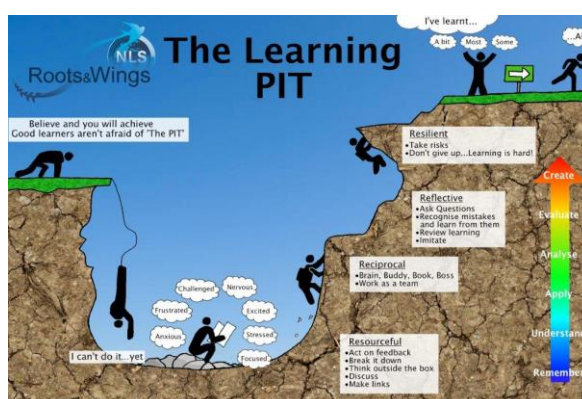 NLS
Roots&Wings
The Learning
PIT
I've learnt...
A bit
Most
Some
Believe and you will achieve
Good learners aren't afraid of "The PIT"
Resilient
•Take risks
•Don't give up...Learning is hard!
Create
Reflective
•Ask Questions
•Recognise mistakes
and learn from them
•Review learning
•Imitate
Evaluate
Analyse
Reciprocal
•Brain, Buddy, Book, Boss
•Work as a team
Apply
Challenged
Nervous
Frustrated
Excited
Anxious
Stressed
Focused
I can't do it...yet
Resourceful
•Act on feedback
•Break it down
•Think outside the box
•Discuss
•Make links
Understand
Remember